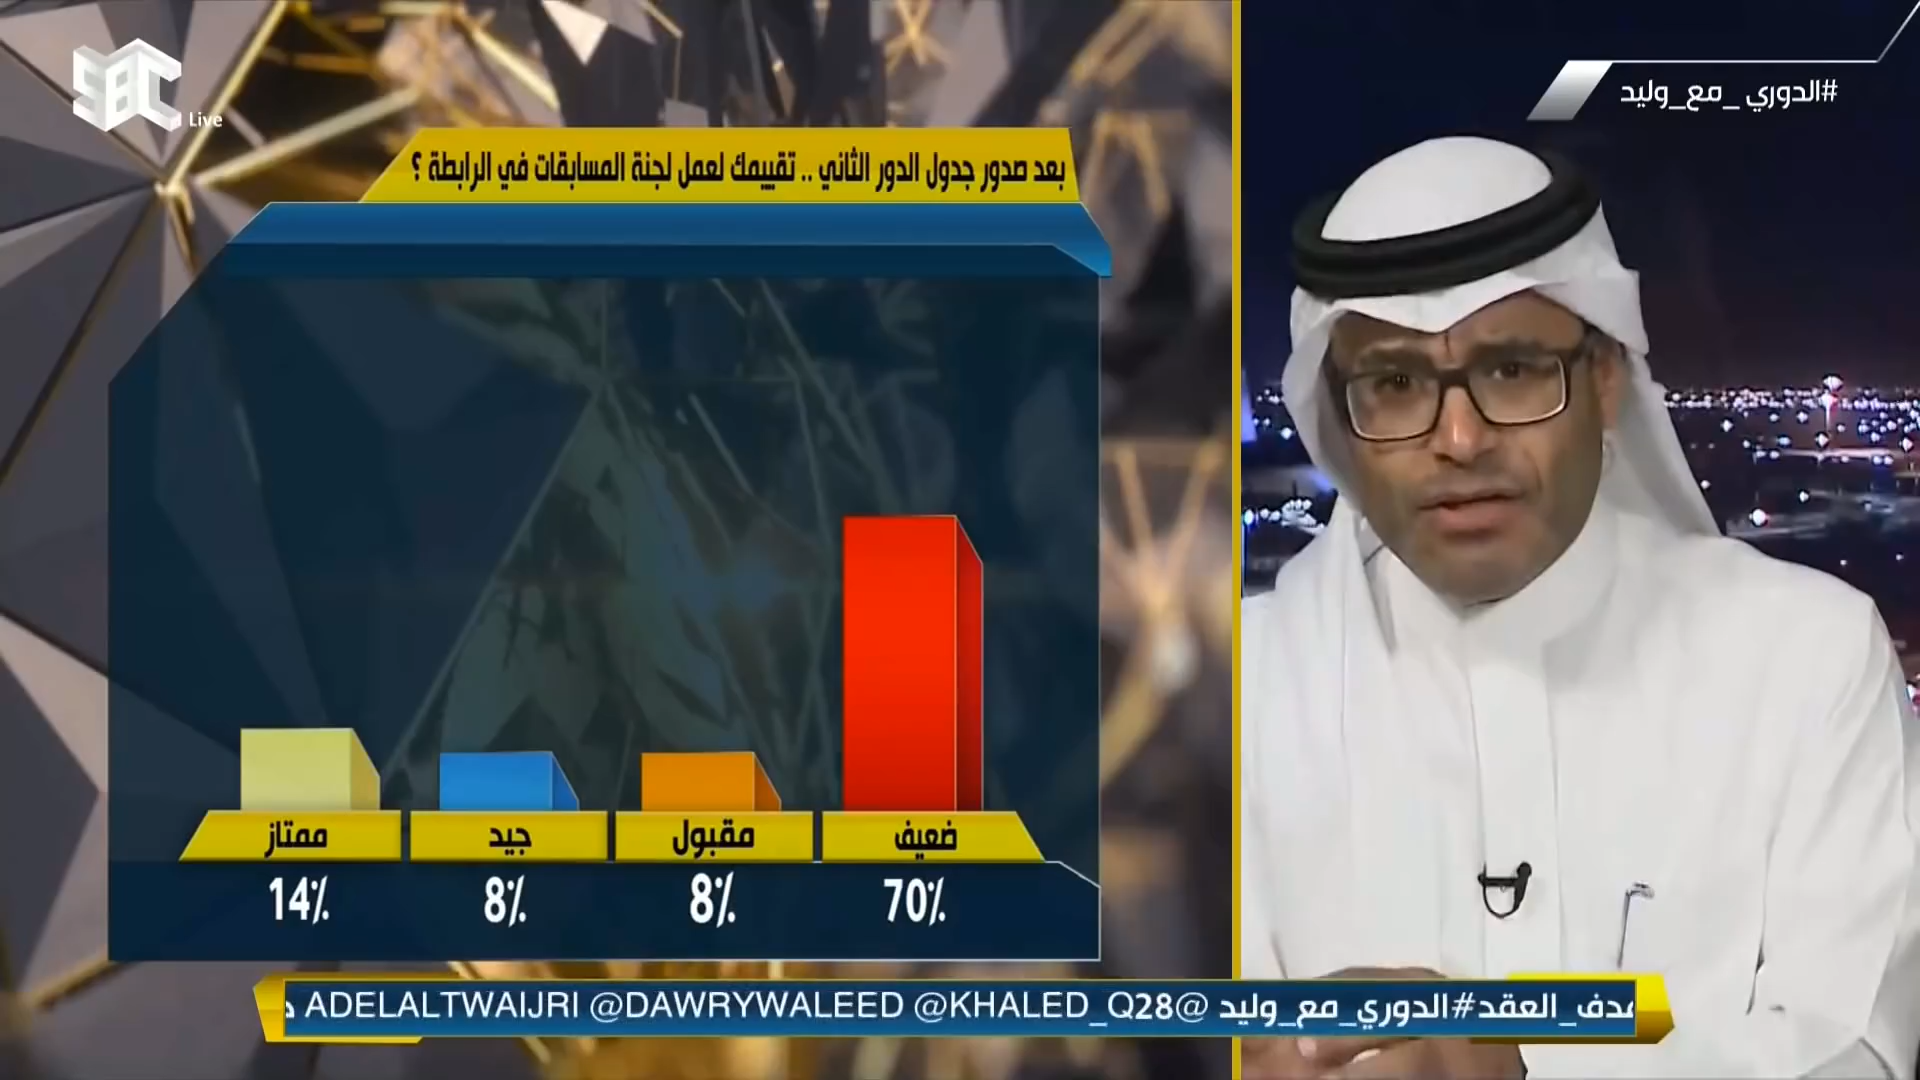 SBC
Live
#الدوري_مع_وليد
بعد صدور جدول الدور الثاني .. تقييمك لعمل لجنة المسابقات في الرابطة ؟
ممتاز
جيد
مقبول
ضعيف
14%
8%
8%
70%
هدف_العقد#الدوري_مع_وليد @ADELALTWAIJRI @DAWRYWALEED @KHALED_Q28